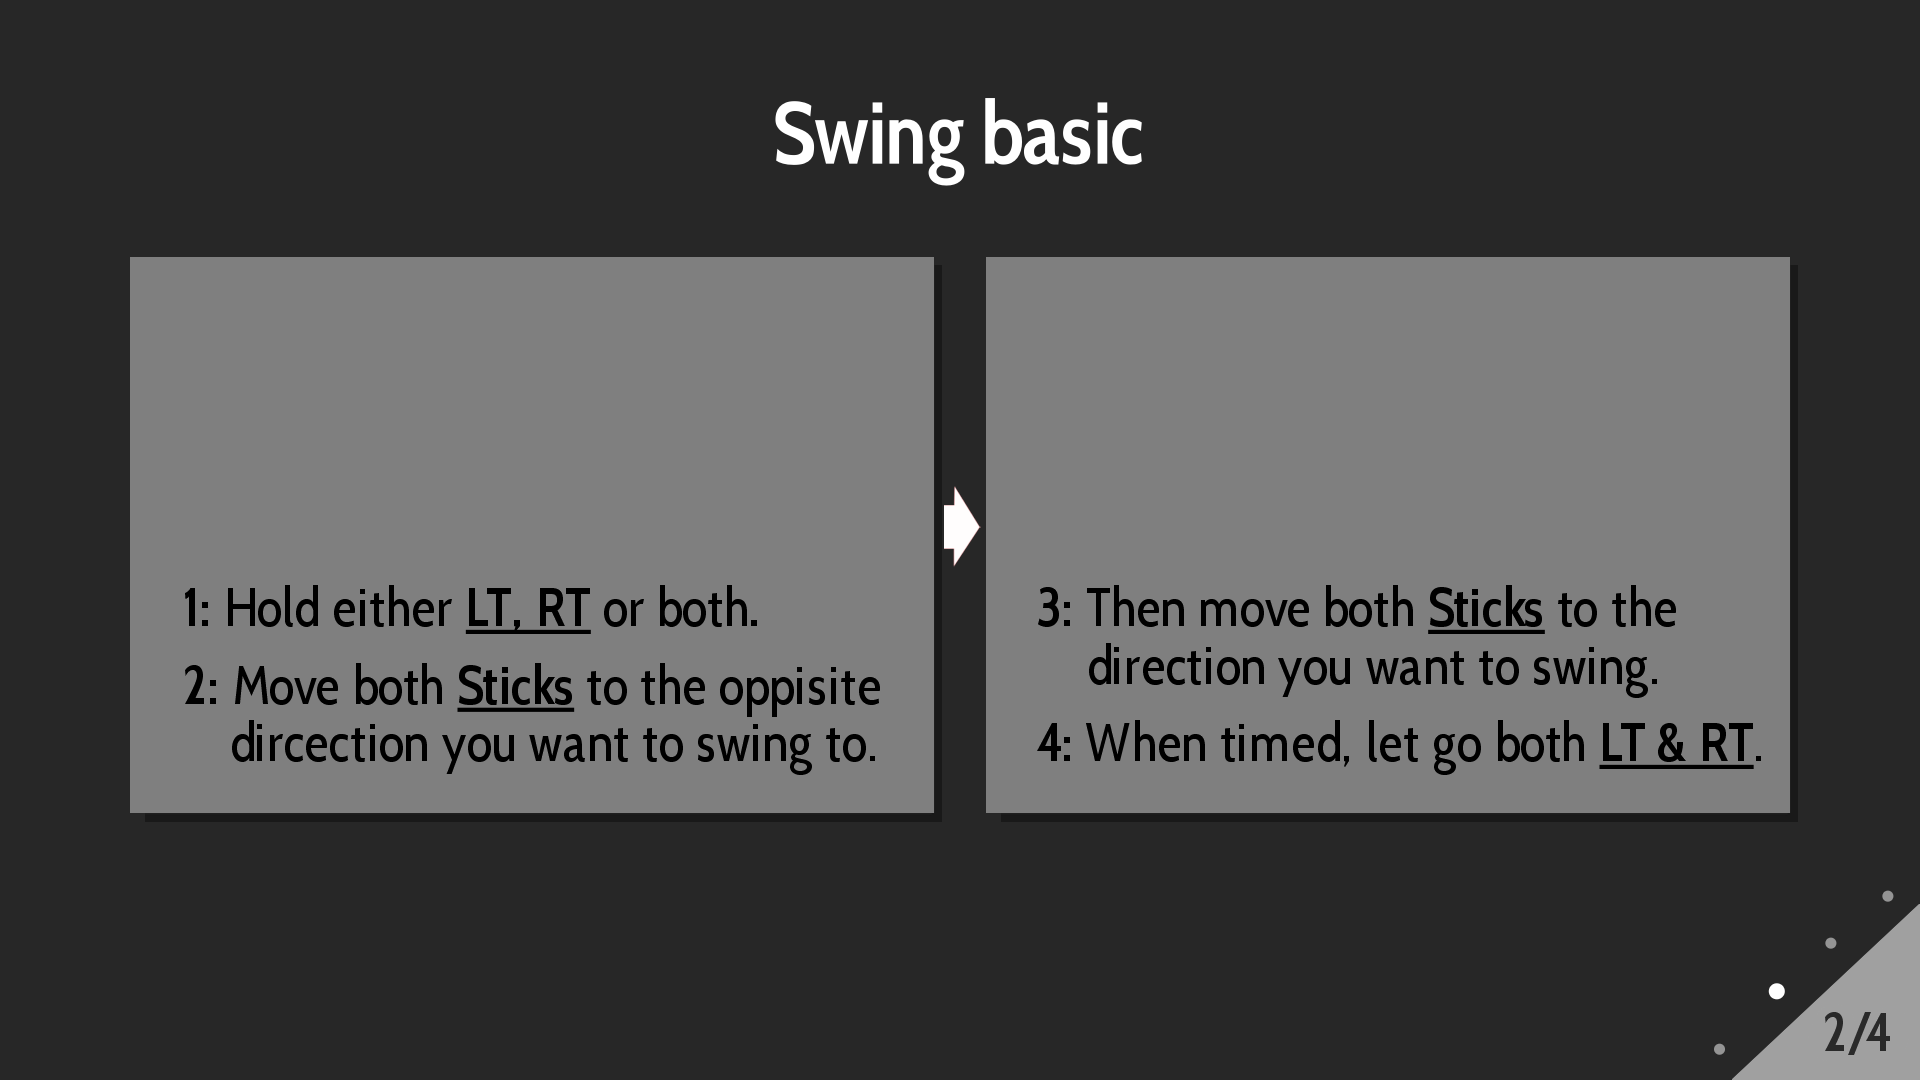 Swing basic
1: Hold either LT, RT or both.
2: Move both Sticks to the oppisite
dircection you want to swing to.
3: Then move both Sticks to the
direction you want to swing.
4: When timed, let go both LT & RT.
2/4